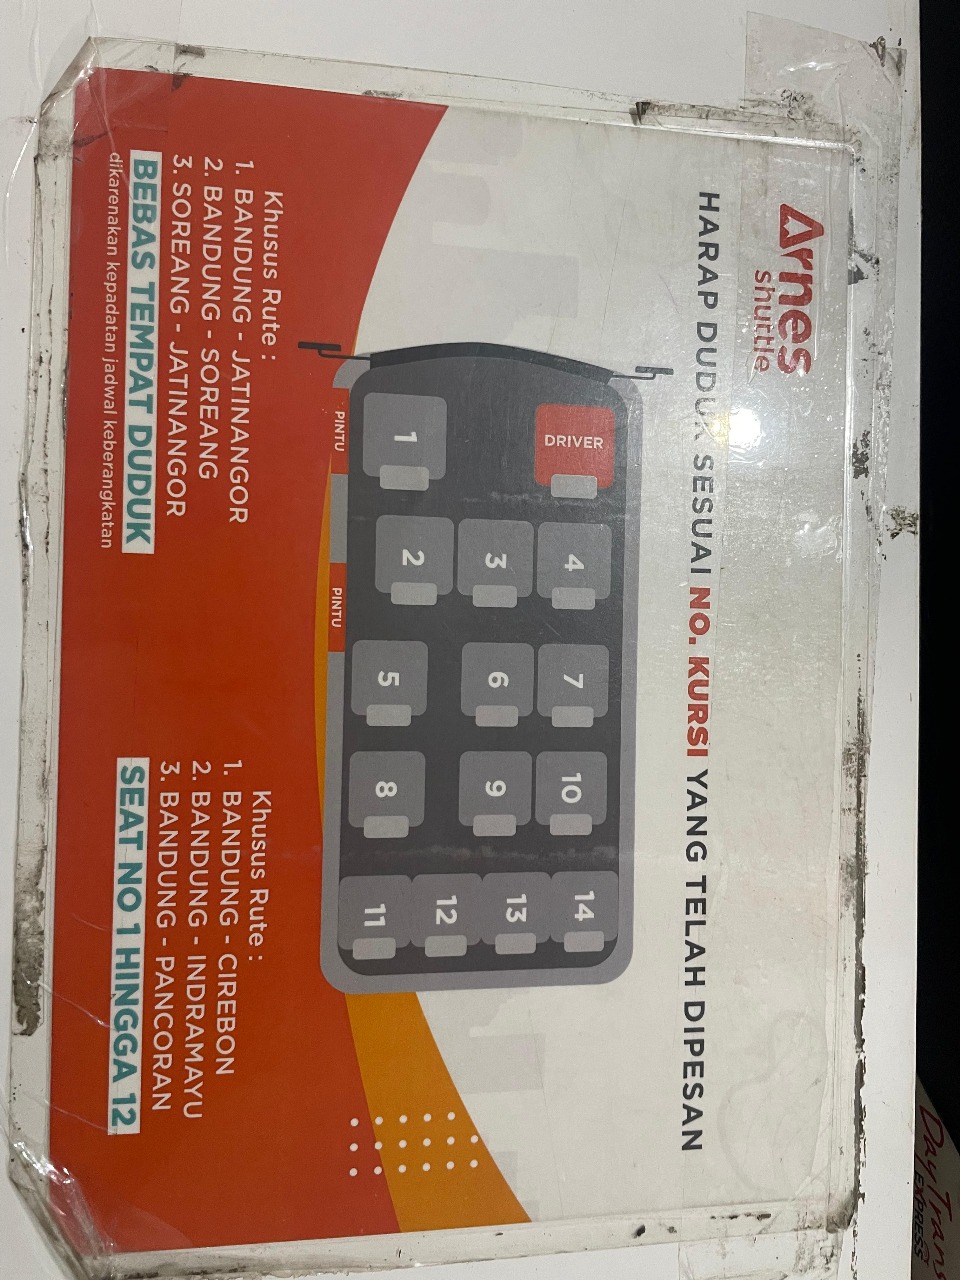 Arnes
shuttle
HARAP DUDUK SESUAI NO. KURSI YANG TELAH DIPESAN
DRIVER
4
7
10
14
3
6
9
13
12
1
2
5
8
11
PINTU
PINTU
Khusus Rute :
1. BANDUNG - JATINANGOR
2. BANDUNG - SOREANG
3. SOREANG - JATINANGOR
BEBAS TEMPAT DUDUK
dikarenakan kepadatan jadwal keberangkatan
Khusus Rute :
1. BANDUNG - CIREBON
2. BANDUNG - INDRAMAYU
3. BANDUNG - PANCORAN
SEAT NO 1 HINGGA 12
DayTrans
EXPRESS